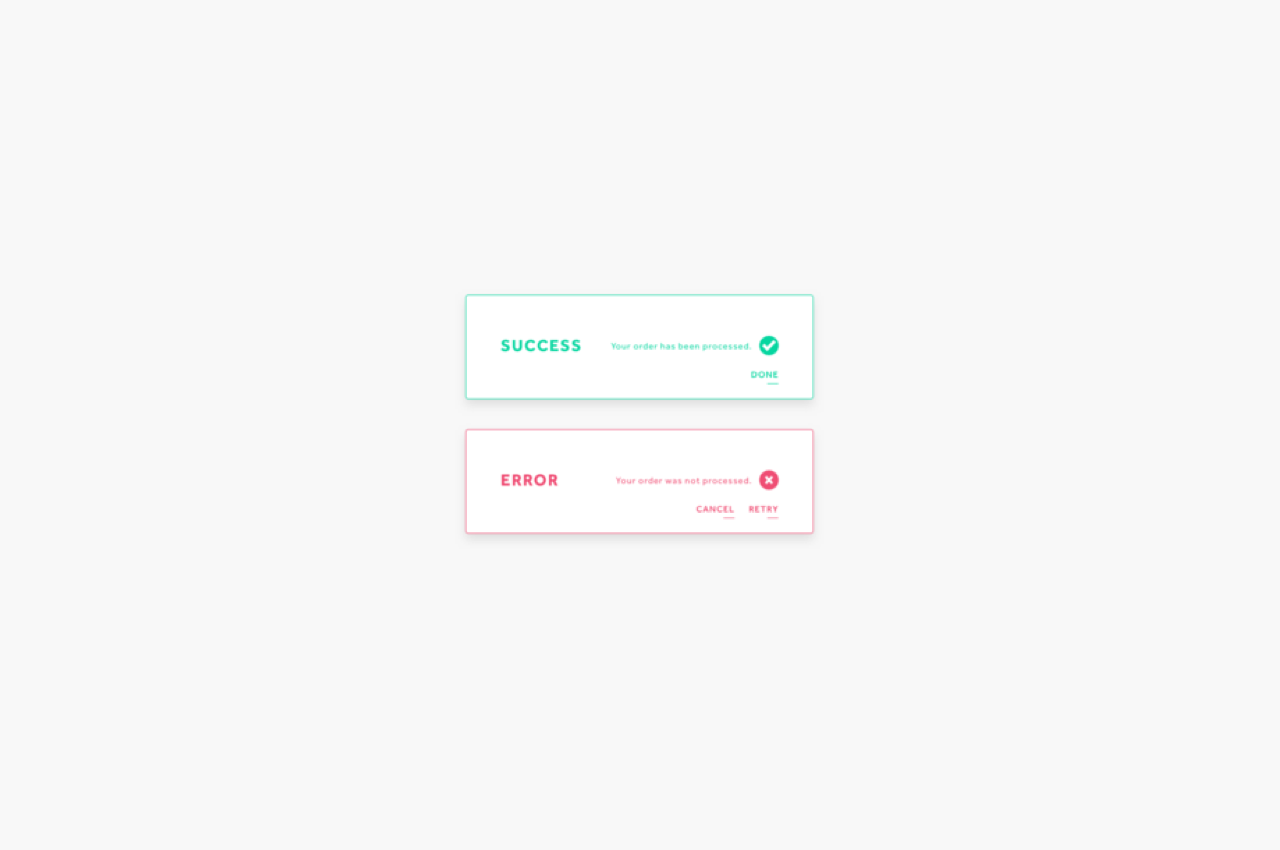 SUCCESS Your order has been processed.
DONE
ERROR Your order was not processed.
CANCEL RETRY